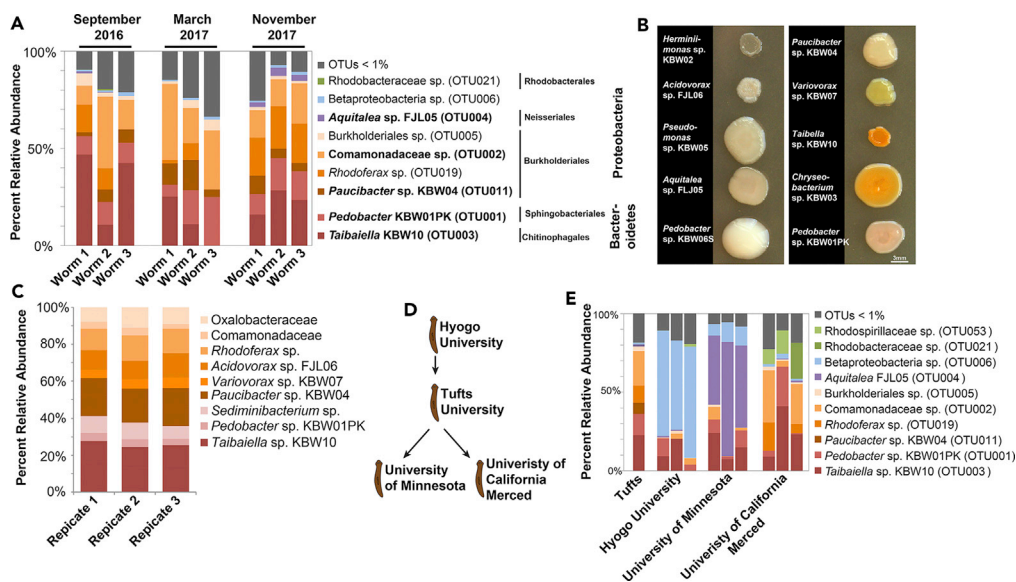 A
September
2016
March
2017
November
2017
100%
50%
0%
Percent Relative Abundance
Worm 1
Worm 2
Worm 3
Worm 1
Worm 2
Worm 3
Worm 1
Worm 2
Worm 3
OTUs < 1%
Rhodobacteraceae sp. (OTU021)
Betaproteobacteria sp. (OTU006)
Aquitalea sp. FJL05 (OTU004)
Burkholderiales sp. (OTU005)
Comamonadaceae sp. (OTU002)
Rhodoferax sp. (OTU019)
Paucibacter sp. KBW04 (OTU011)
Pedobacter KBW01PK (OTU001)
Taibaiella KBW10 (OTU003)
Rhodobacterales
Neisseriales
Burkholderiales
Sphingobacteriales
Chitinophagales
B
Proteobacteria
Bacter-
oidetes
Herminii-
monas sp.
KBW02
Acidovorax
sp. FJL06
Pseudo-
monas sp.
KBW05
Aquitalea
sp. FLJ05
Pedobacter
sp KBW06S
Paucibacter
sp. KBW04
Variovorax
sp. KBW07
Taibella
sp. KBW10
Chryseo-
bacterium
sp. KBW03
Pedobacter
sp. KBW01PK
3mm
C
100%
80%
60%
40%
20%
0%
Percent Relative Abundance
Repicate 1
Replicate 2
Replicate 3
Oxalobacteraceae
Comamonadaceae
Rhodoferax sp.
Acidovorax sp. FJL06
Variovorax sp. KBW07
Paucibacter sp. KBW04
Sediminibacterium sp.
Pedobacter sp. KBW01PK
Taibaiella sp. KBW10
D
Hyogo
University
Tufts
University
University
of Minnesota
Univeristy of
California
Merced
E
100%
50%
0%
Percent Relative Abundance
Tufts
Hyogo University
University of Minnesota
Univeristy of California
Merced
OTUs < 1%
Rhodospirillaceae sp. (OTU053 )
Rhodobacteraceae sp. (OTU021 )
Betaproteobacteria sp. (OTU006 )
Aquitalea FJL05 (OTU004 )
Burkholderiales sp. (OTU005 )
Comamonadaceae sp. (OTU002 )
Rhodoferax sp. (OTU019)
Paucibacter sp. KBW04 (OTU011 )
Pedobacter sp. KBW01PK (OTU001 )
Taibaiella sp. KBW10 (OTU003 )